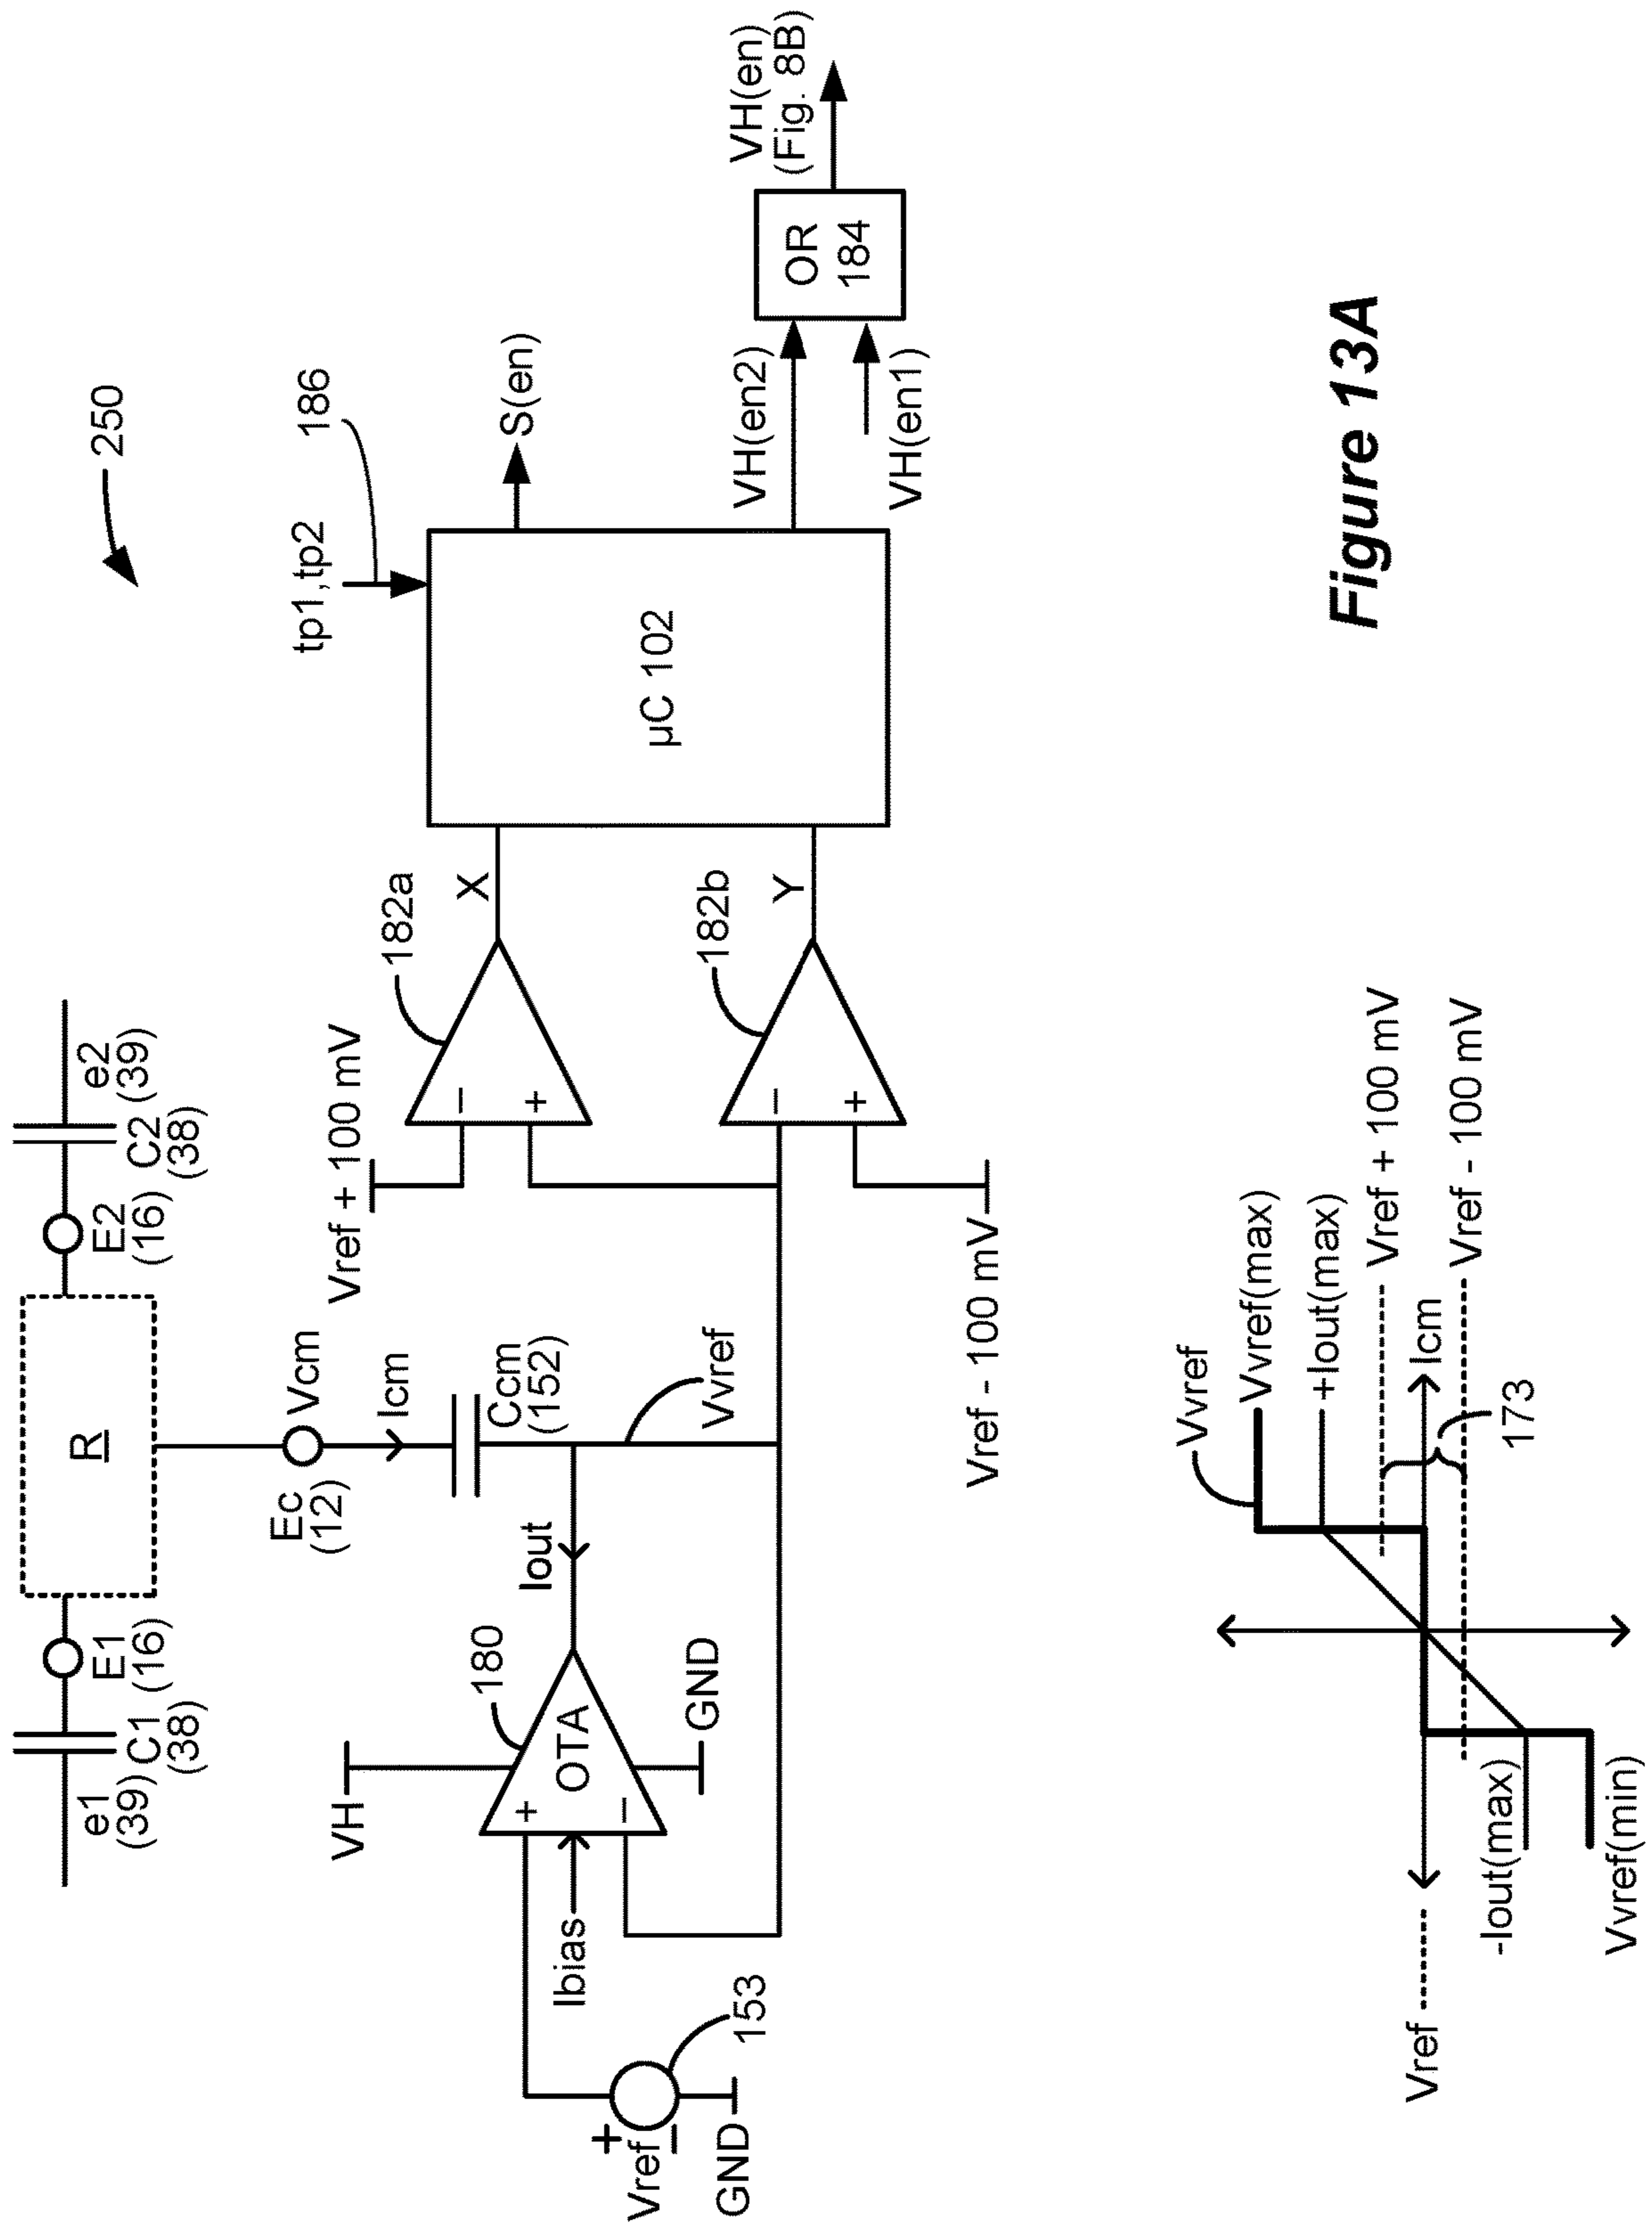 250
e1
(39)
C1
(38)
E1
(16)
R
E2
(16)
C2
(38)
e2
(39)
Ec
(12)
Vcm
Icm
Ccm
(152)
Vvref
Iout
VH
180
OTA
+
–
Ibias
GND
+
Vref
–
153
GND
Vref + 100 mV
182a
–
+
X
182b
–
+
Y
Vref - 100 mV
tp1,tp2
186
µC 102
S(en)
VH(en2)
VH(en1)
OR
184
VH(en)
(Fig. 8B)
Vvref
Vvref(max)
+Iout(max)
Vref + 100 mV
Icm
Vref - 100 mV
173
Vref
-Iout(max)
Vvref(min)
Figure 13A